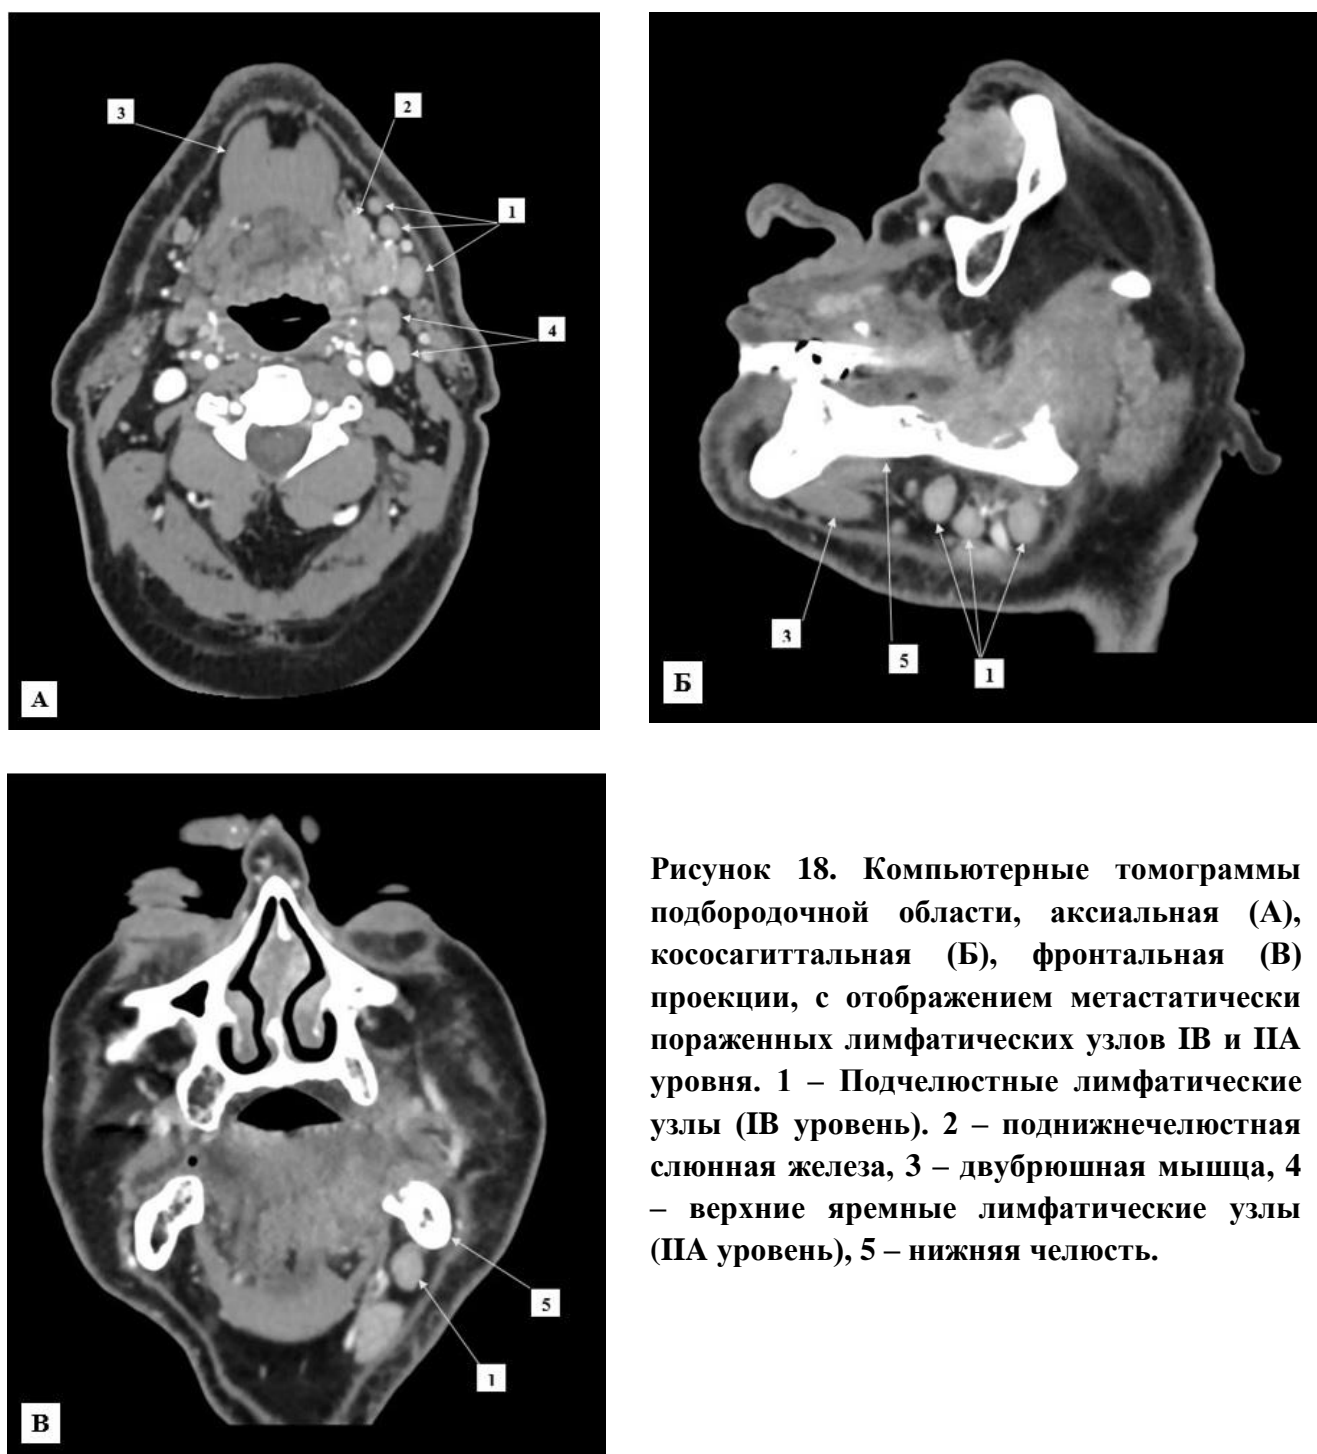 3
2
1
4
А
3
5
1
Б
5
1
В
Рисунок 18. Компьютерные томограммы
подбородочной области, аксиальная (А),
кососагиттальная (Б), фронтальная (В)
проекции, с отображением метастатически
пораженных лимфатических узлов IB и IIA
уровня. 1 – Подчелюстные лимфатические
узлы (IB уровень). 2 – поднижнечелюстная
слюнная железа, 3 – двубрюшная мышца, 4
– верхние яремные лимфатические узлы
(IIA уровень), 5 – нижняя челюсть.